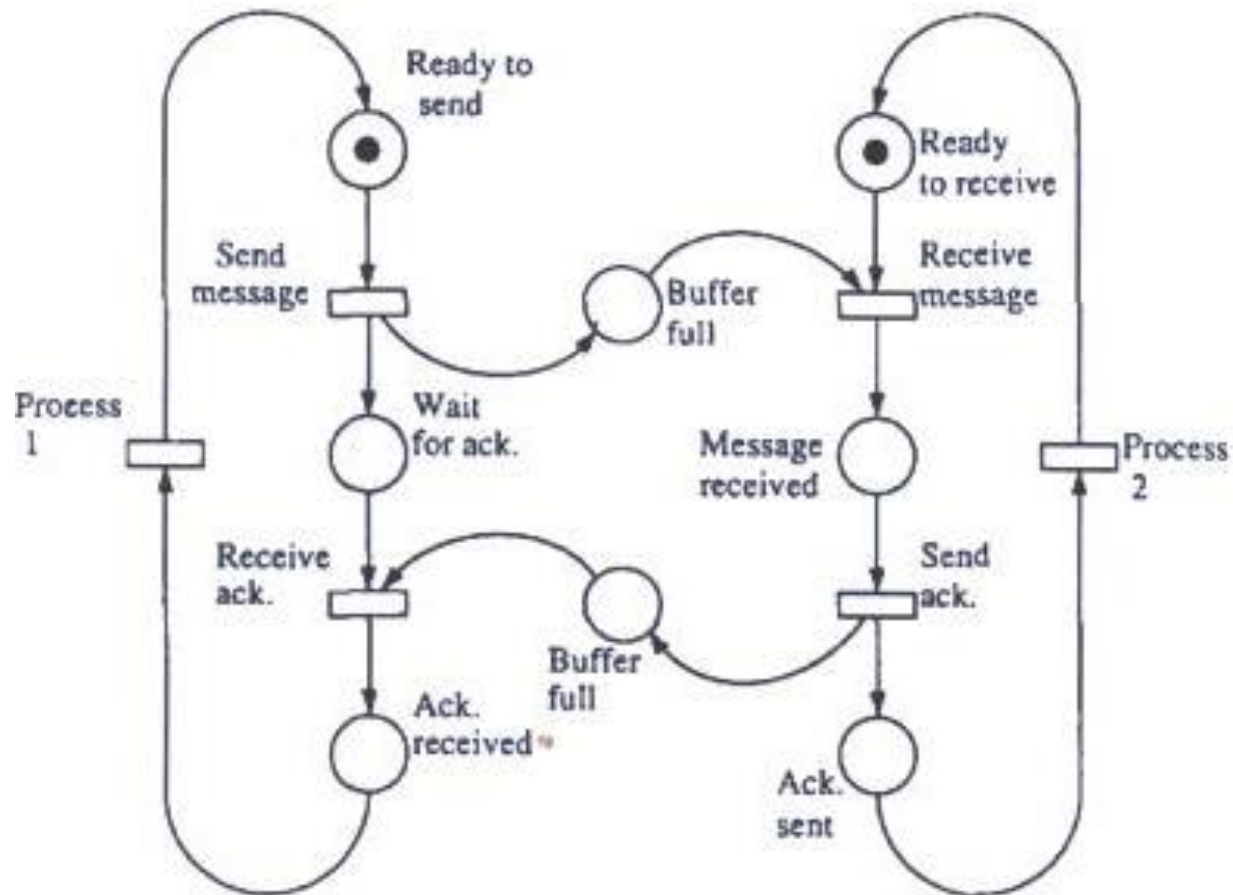 Ready to
send
Ready
to receive
Send
message
Buffer
full
Receive
message
Process
1
Wait
for ack.
Message
received
Process
2
Receive
ack.
Buffer
full
Send
ack.
Ack.
received
Ack.
sent